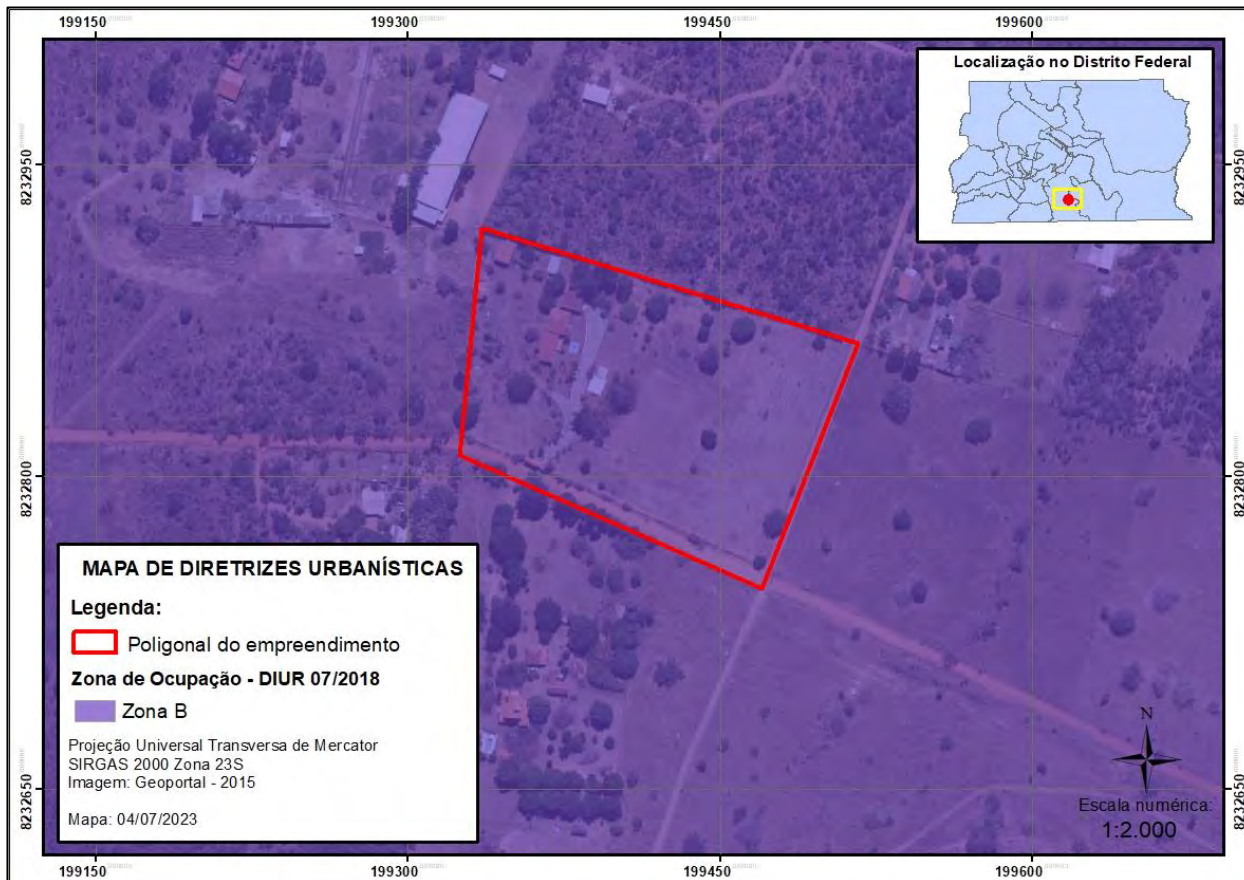 199150 199300 199450 199600
Localização no Distrito Federal
8232950 8232950
8232800 8232800
MAPA DE DIRETRIZES URBANÍSTICAS
Legenda:
Poligonal do empreendimento
Zona de Ocupação - DIUR 07/2018
Zona B
Projeção Universal Transversa de Mercator
SIRGAS 2000 Zona 23S
Imagem: Geoportal - 2015
Mapa: 04/07/2023
N
Escala numérica:
1:2.000
8232650 8232650
199150 199300 199450 199600